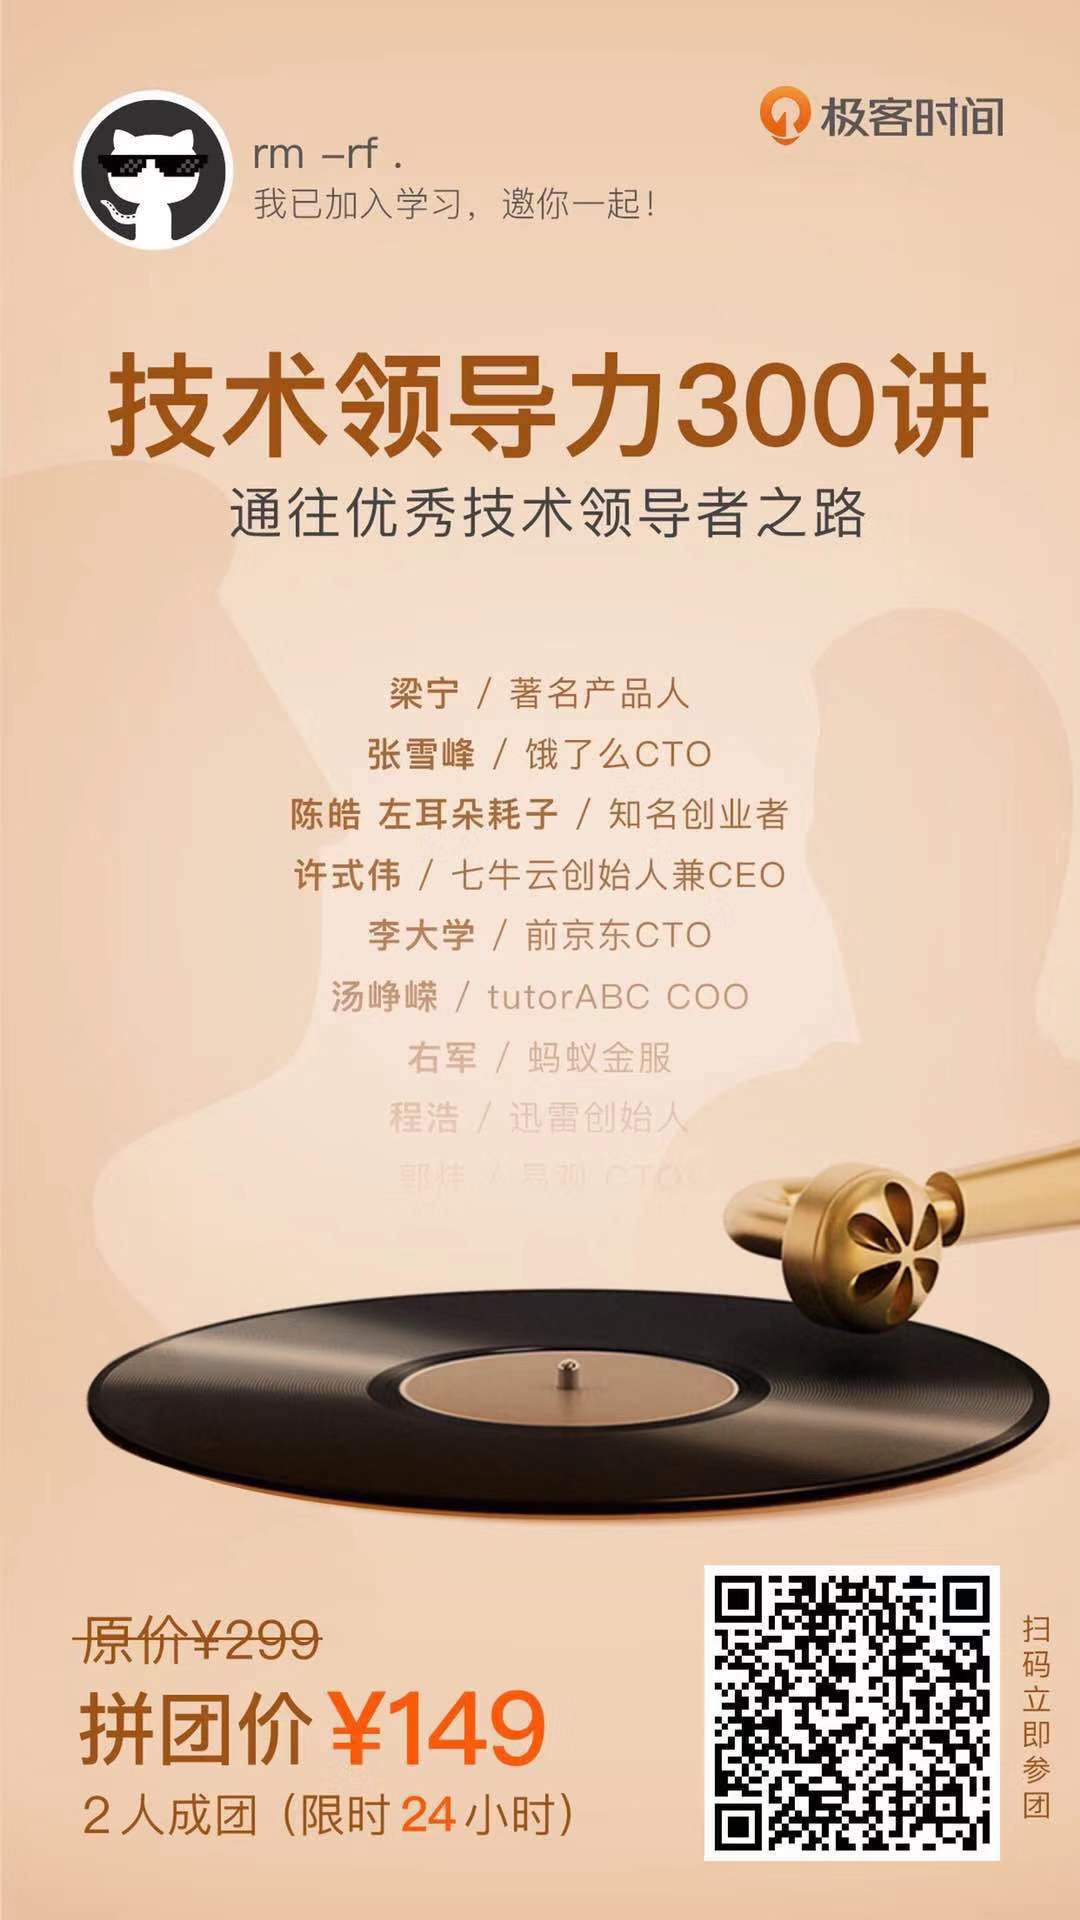 极客时间
rm -rf .
我已加入学习，邀你一起！
技术领导力300讲
通往优秀技术领导者之路
梁宁 / 著名产品人
张雪峰 / 饿了么CTO
陈皓 左耳朵耗子 / 知名创业者
许式伟 / 七牛云创始人兼CEO
李大学 / 前京东CTO
汤峥嵘 / tutorABC COO
右军 / 蚂蚁金服
程浩 / 迅雷创始人
原价¥299
拼团价¥149
2人成团（限时24小时）
扫码立即参团